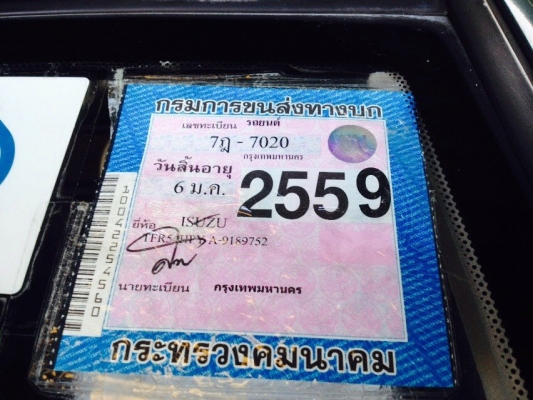 กรมการขนส่งทางบก
เลขทะเบียน รถยนต์
7ฎ - 7020
กรุงเทพมหานคร
วันสิ้นอายุ
6 ม.ค. 2559
ยี่ห้อ ISUZU
A-9189752
นายทะเบียน กรุงเทพมหานคร
กระทรวงคมนาคม
10042254560